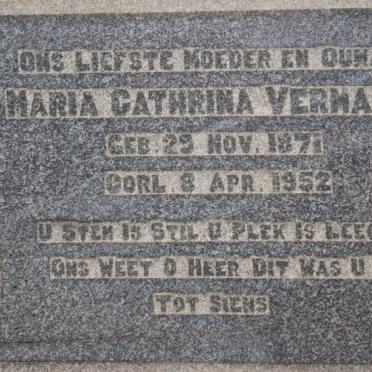 ONS LIEFSTE MOEDER EN OUMA
MARIA CATHRINA VERMA
GEB. 29 NOV. 1871
OORL. 8 APR. 1952
U STEM IS STIL U PLEK IS LEEG
ONS WEET O HEER DIT WAS U
TOT SIENS